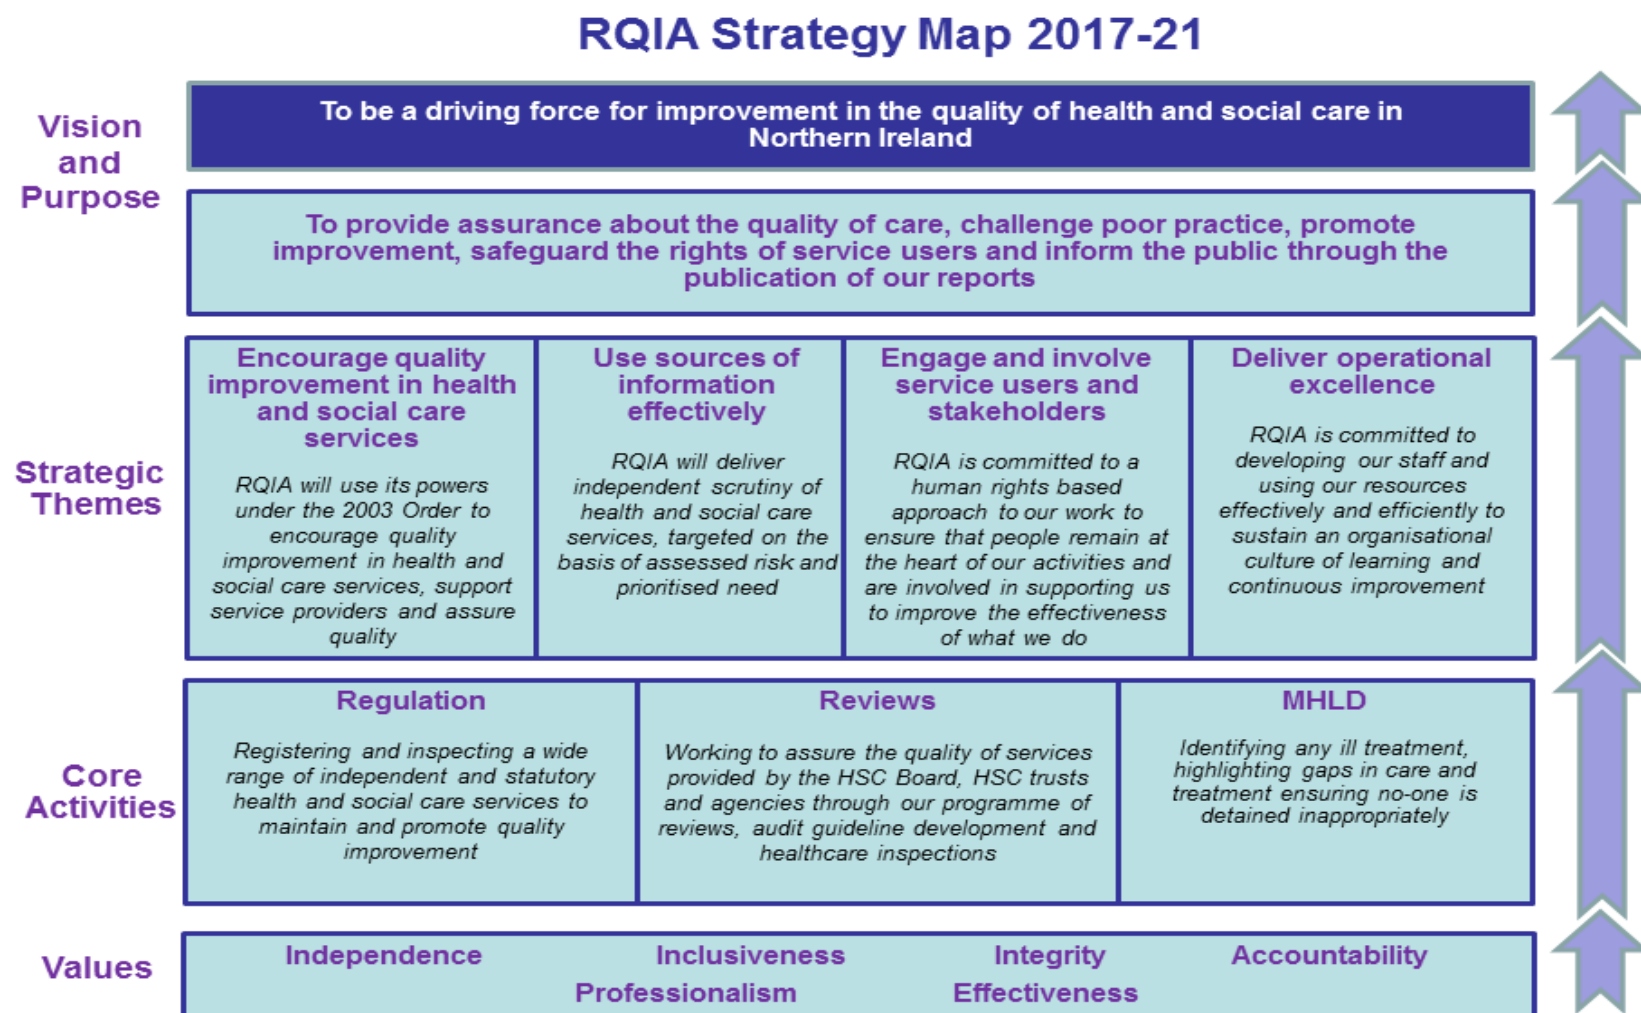 RQIA Strategy Map 2017-21
Vision
and
Purpose
To be a driving force for improvement in the quality of health and social care in
Northern Ireland
To provide assurance about the quality of care, challenge poor practice, promote
improvement, safeguard the rights of service users and inform the public through the
publication of our reports
Strategic
Themes
Encourage quality
improvement in health
and social care
services
RQIA will use its powers
under the 2003 Order to
encourage quality
improvement in health and
social care services, support
service providers and assure
quality
Use sources of
information
effectively
RQIA will deliver
independent scrutiny of
health and social care
services, targeted on the
basis of assessed risk and
prioritised need
Engage and involve
service users and
stakeholders
RQIA is committed to a
human rights based
approach to our work to
ensure that people remain at
the heart of our activities and
are involved in supporting us
to improve the effectiveness
of what we do
Deliver operational
excellence
RQIA is committed to
developing our staff and
using our resources
effectively and efficiently to
sustain an organisational
culture of learning and
continuous improvement
Core
Activities
Regulation
Registering and inspecting a wide
range of independent and statutory
health and social care services to
maintain and promote quality
improvement
Reviews
Working to assure the quality of services
provided by the HSC Board, HSC trusts
and agencies through our programme of
reviews, audit guideline development and
healthcare inspections
MHLD
Identifying any ill treatment,
highlighting gaps in care and
treatment ensuring no-one is
detained inappropriately
Values
Independence Inclusiveness Integrity Accountability
Professionalism Effectiveness